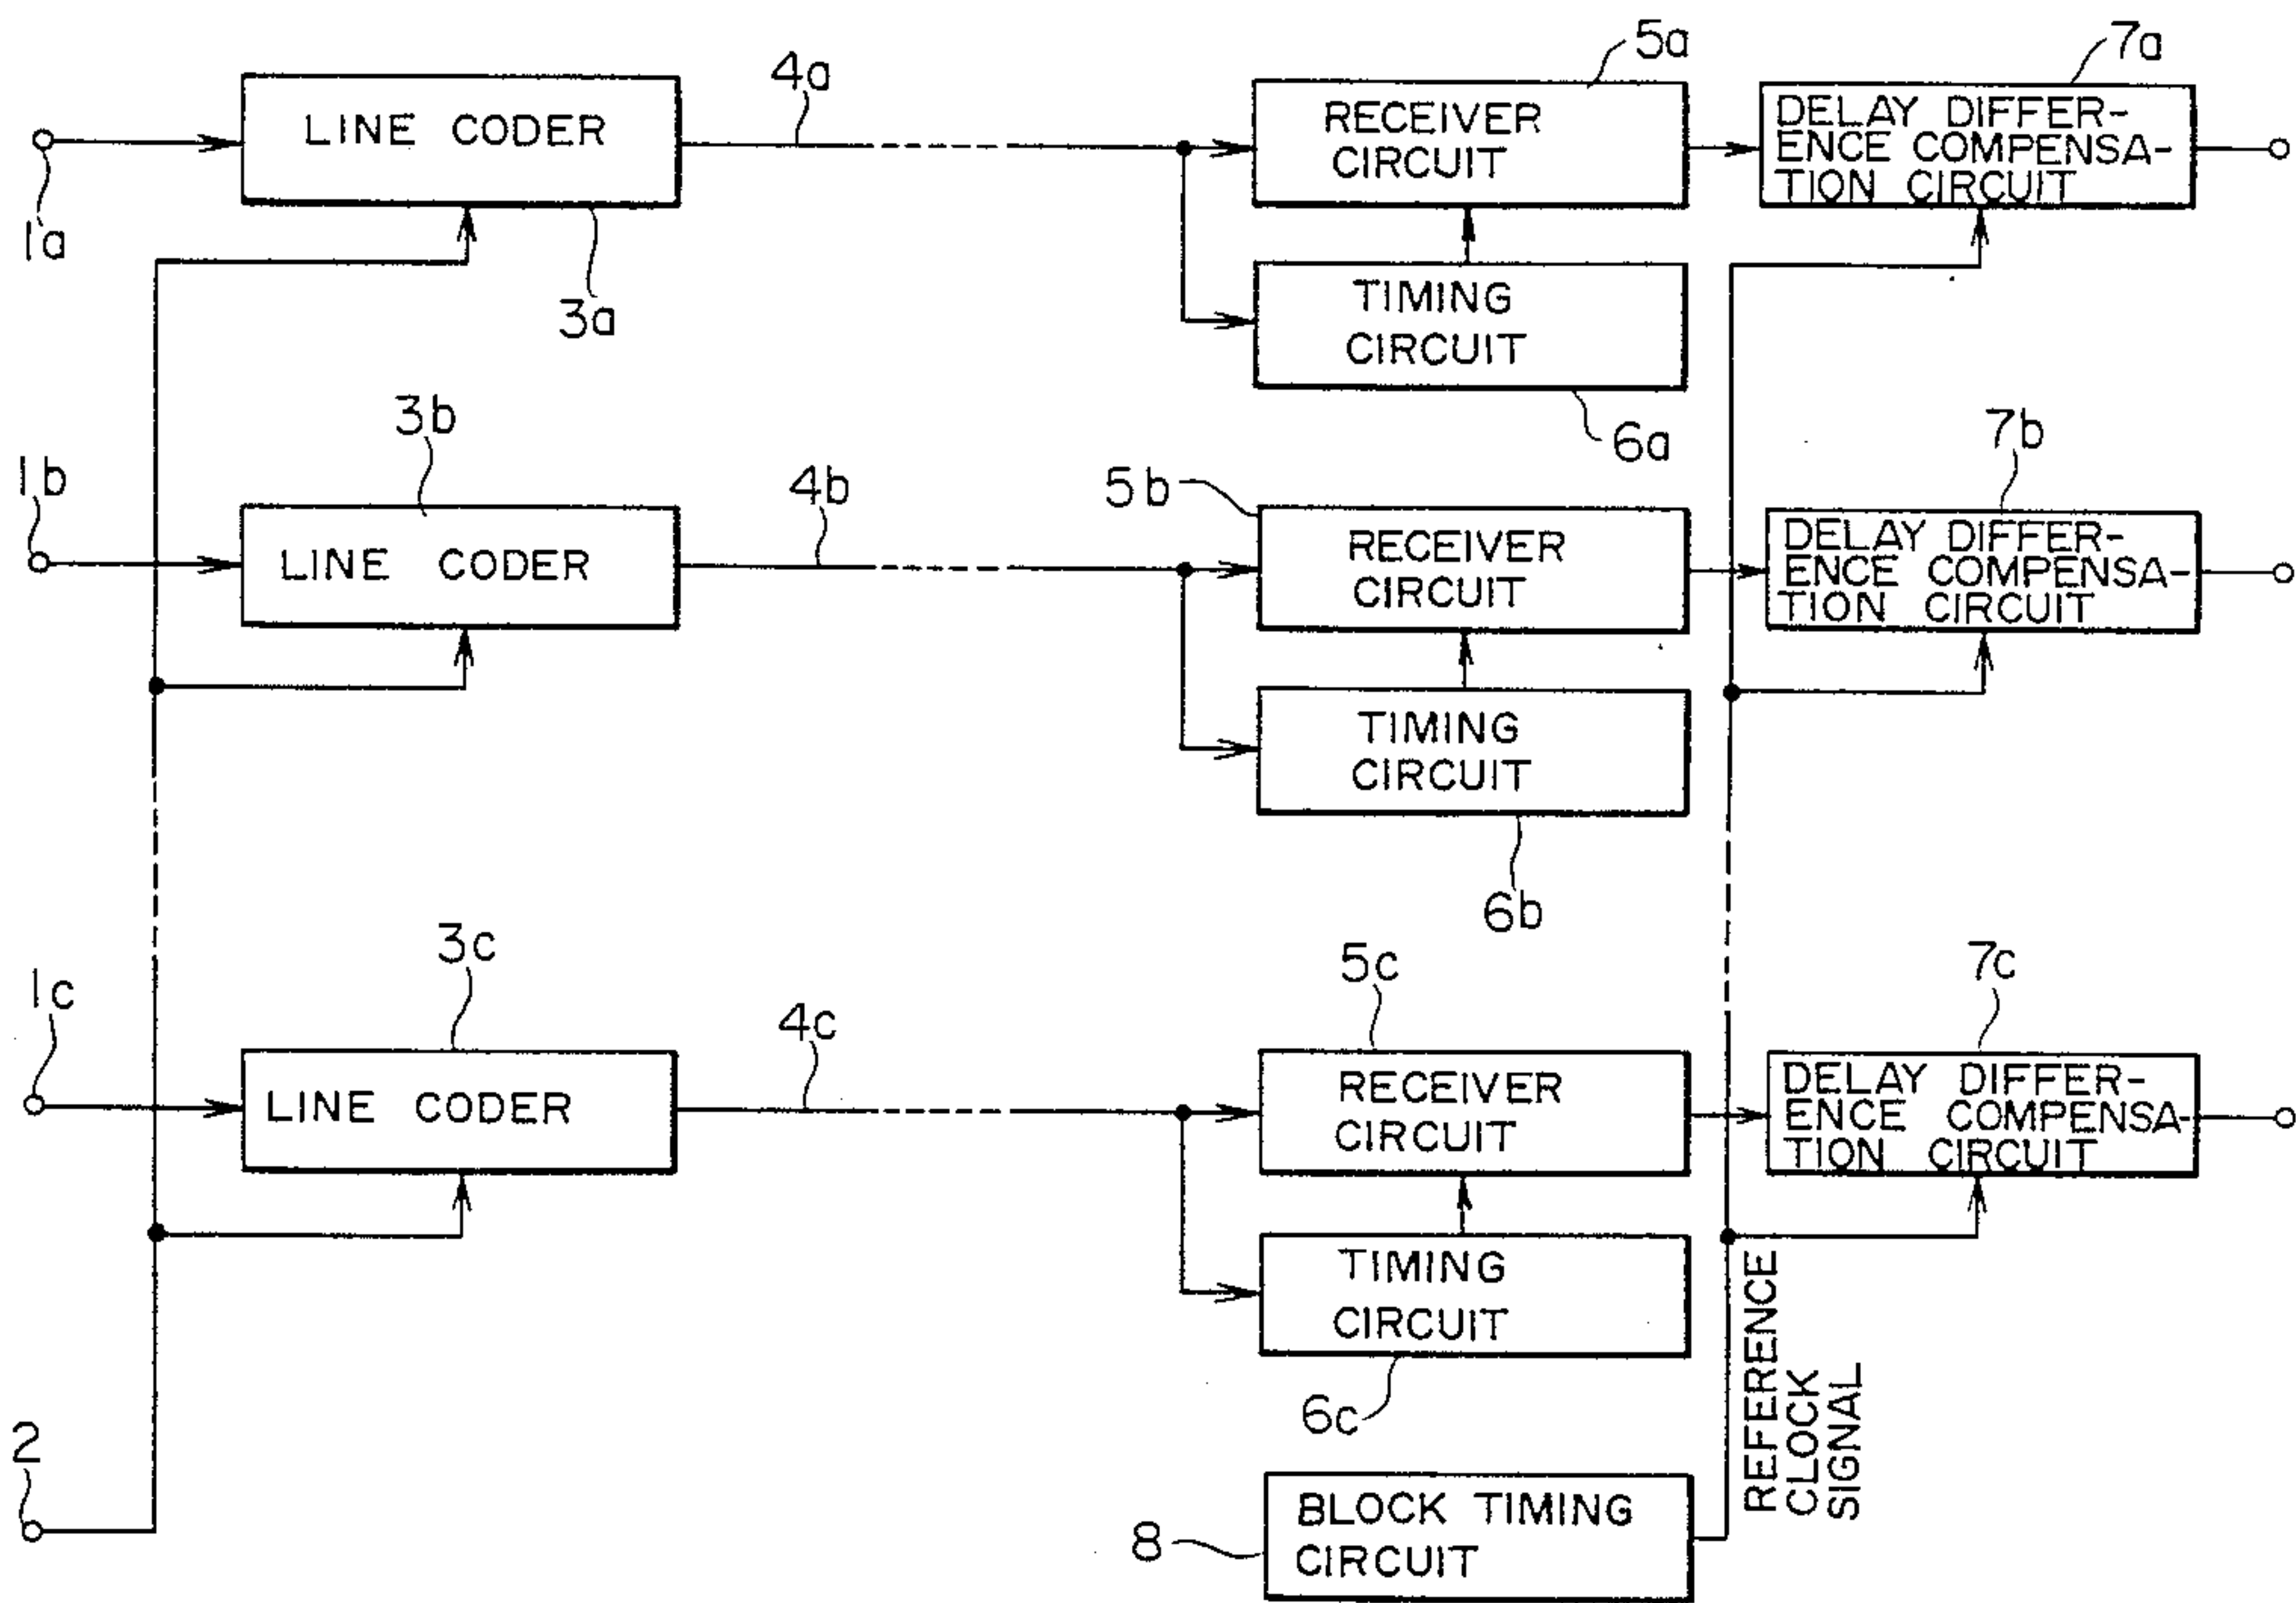 5a
7a
4a
LINE CODER
RECEIVER
CIRCUIT
DELAY DIFFER-
ENCE COMPENSA-
TION CIRCUIT
1a
3a
TIMING
CIRCUIT
6a
3b
7b
1b
4b
5b
LINE CODER
RECEIVER
CIRCUIT
DELAY DIFFER-
ENCE COMPENSA-
TION CIRCUIT
TIMING
CIRCUIT
6b
3c
5c
7c
1c
4c
LINE CODER
RECEIVER
CIRCUIT
DELAY DIFFER-
ENCE COMPENSA-
TION CIRCUIT
TIMING
CIRCUIT
6c
REFERENCE
CLOCK
SIGNAL
2
8
BLOCK TIMING
CIRCUIT